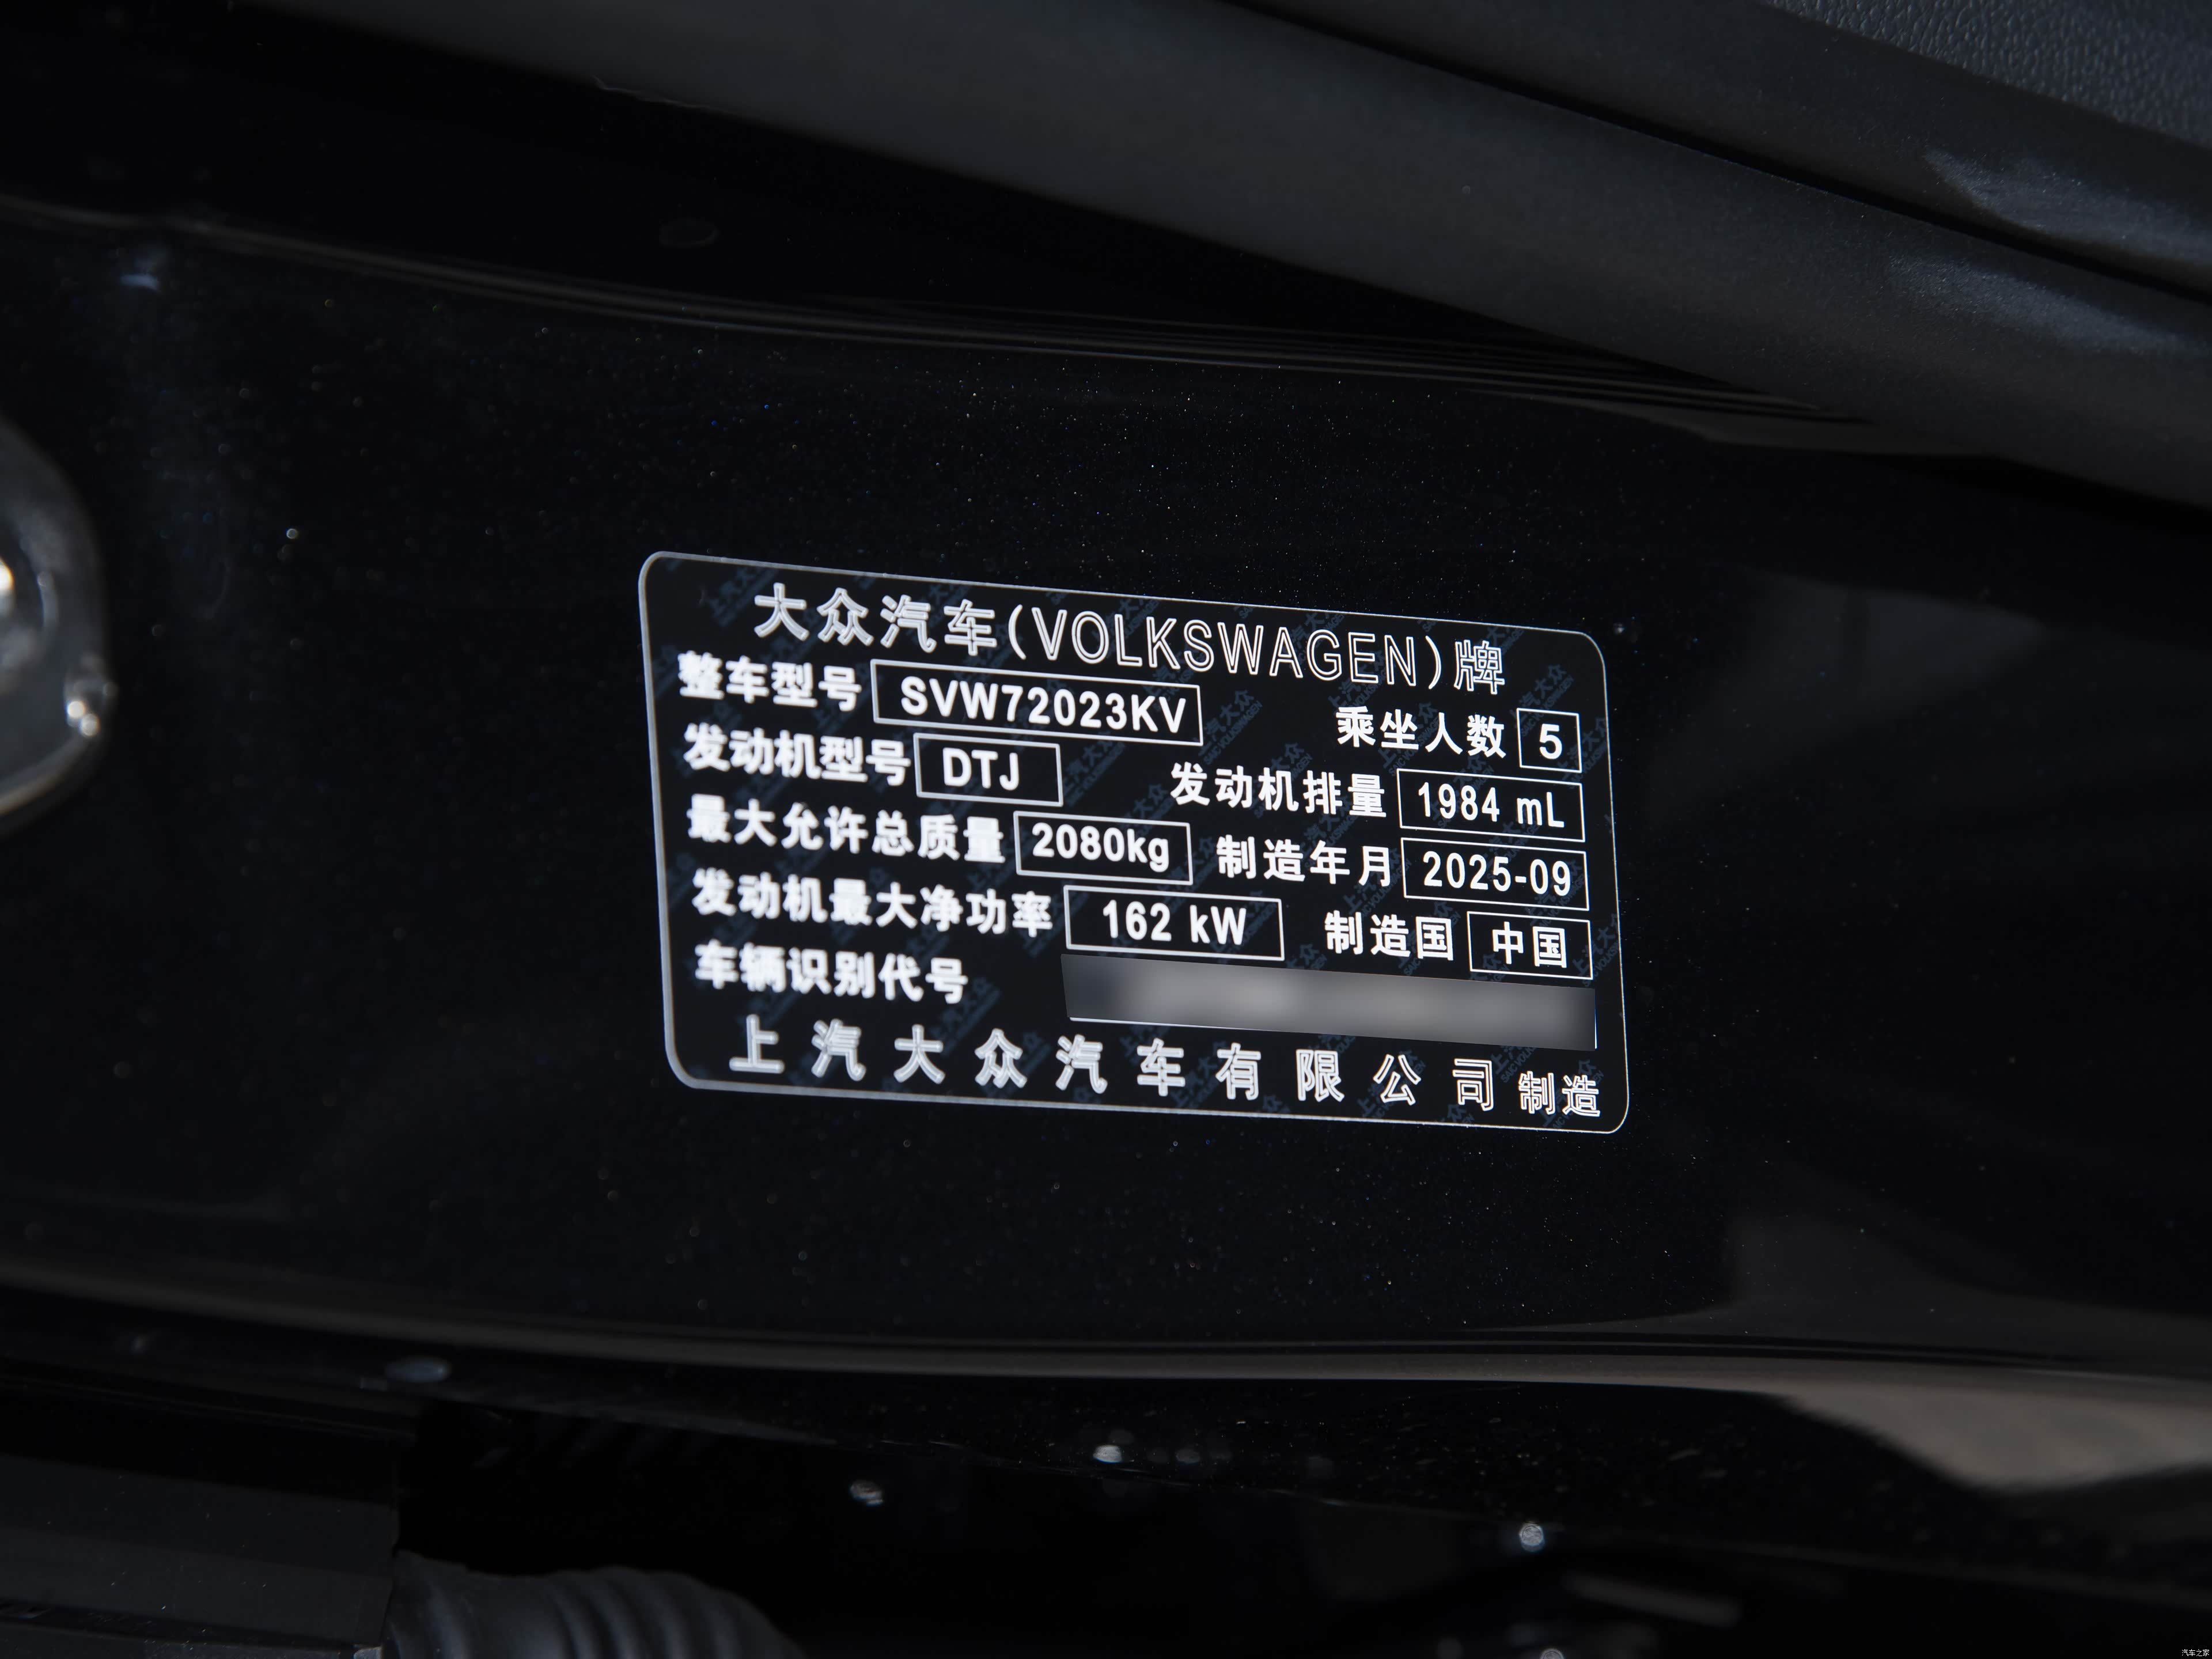 大众汽车(VOLKSWAGEN)牌
整车型号 SVW72023KV 乘坐人数 5
发动机型号 DTJ 发动机排量 1984 mL
最大允许总质量 2080kg 制造年月 2025-09
发动机最大净功率 162 kW 制造国 中国
车辆识别代号
上汽大众汽车有限公司 制造
汽车之家